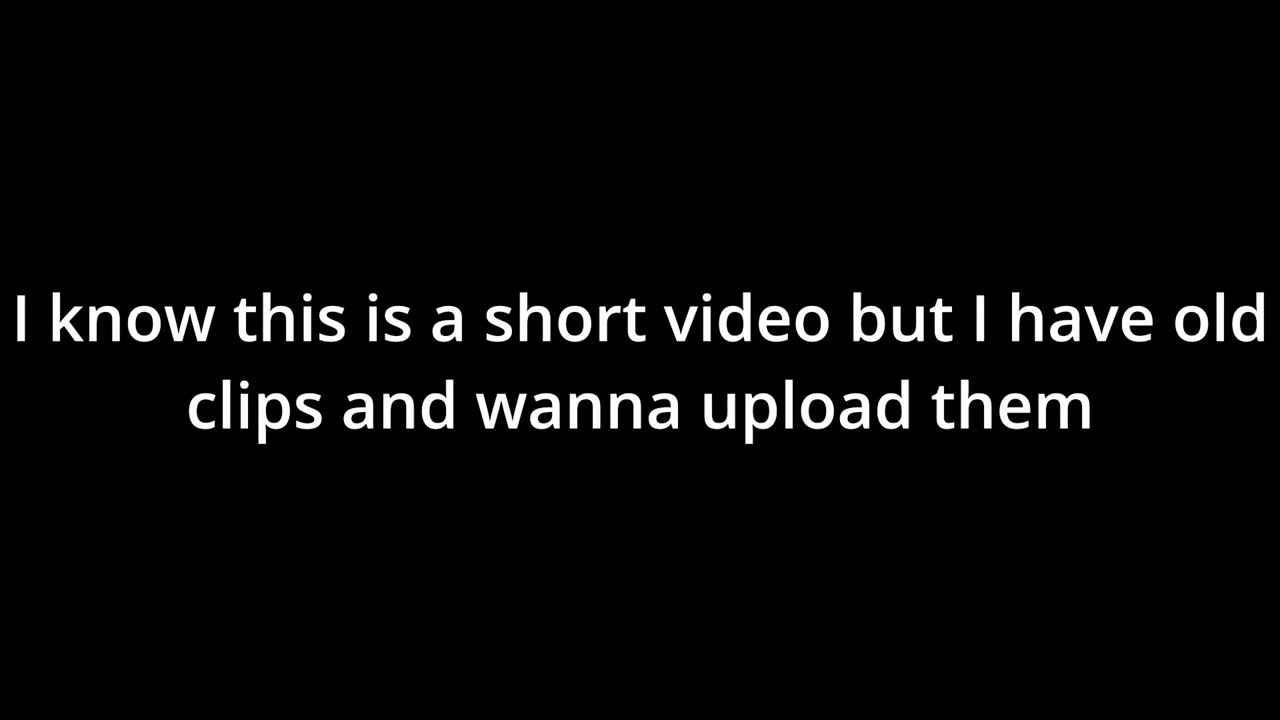 I know this is a short video but I have old
clips and wanna upload them